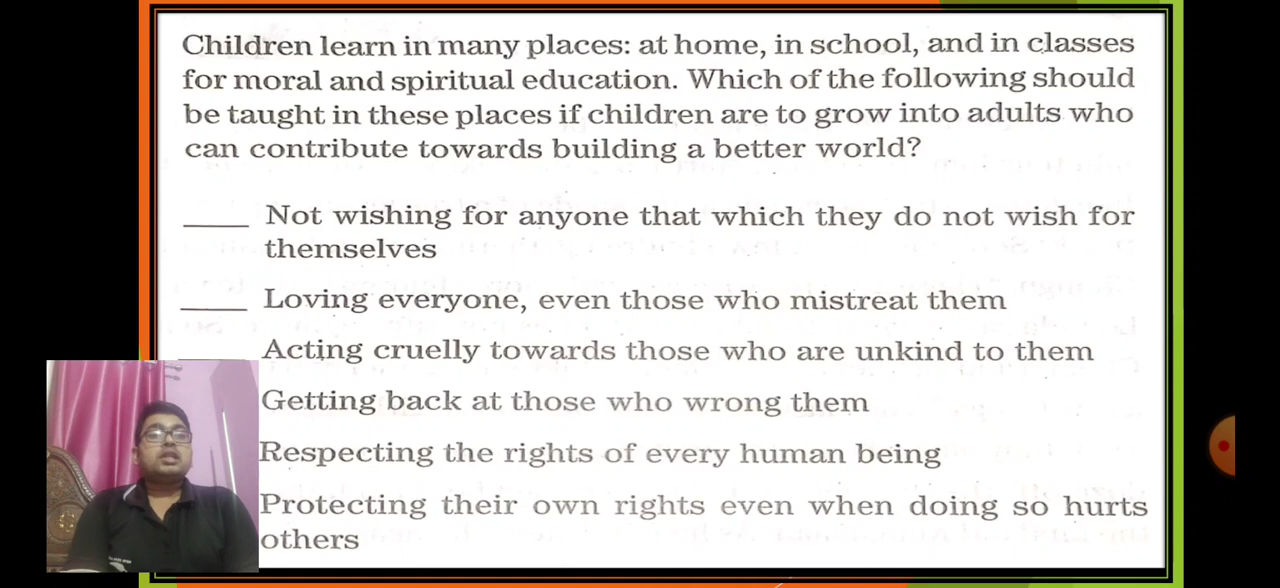 Children learn in many places: at home, in school, and in classes
for moral and spiritual education. Which of the following should
be taught in these places if children are to grow into adults who
can contribute towards building a better world?
____ Not wishing for anyone that which they do not wish for
themselves
____ Loving everyone, even those who mistreat them
Acting cruelly towards those who are unkind to them
Getting back at those who wrong them
Respecting the rights of every human being
Protecting their own rights even when doing so hurts
others